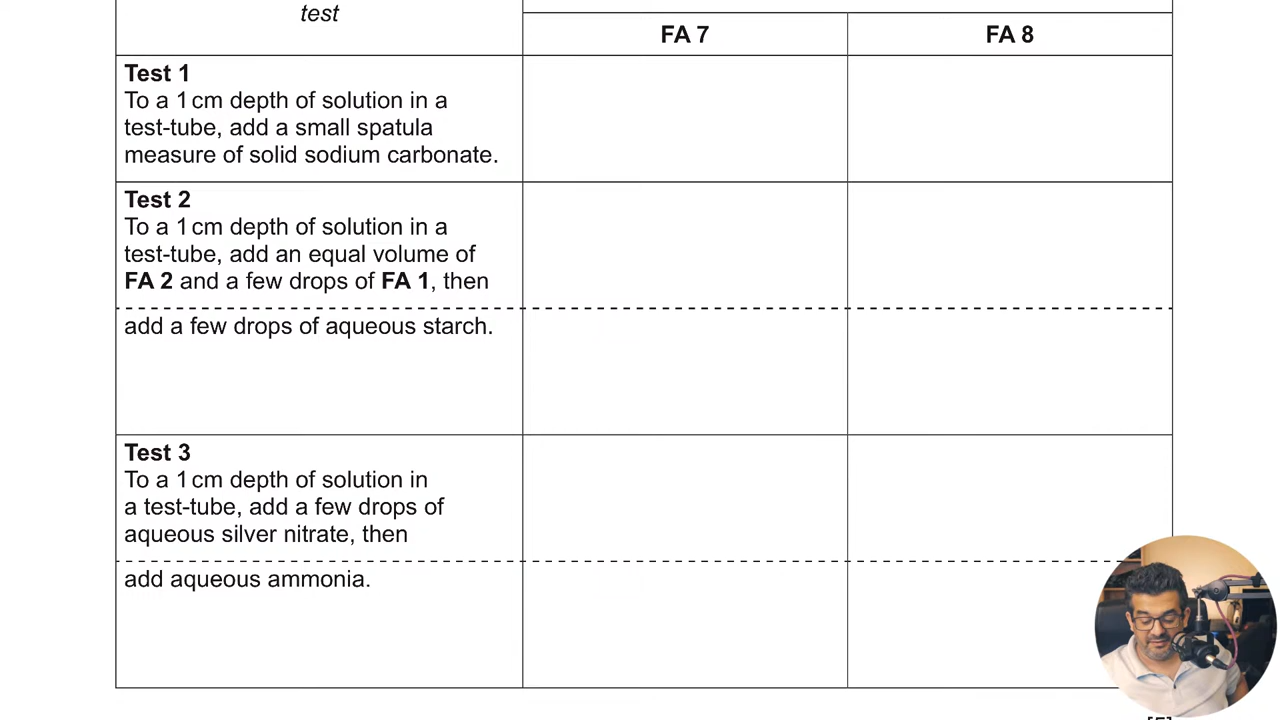 test
FA 7
FA 8
Test 1
To a 1 cm depth of solution in a
test-tube, add a small spatula
measure of solid sodium carbonate.
Test 2
To a 1 cm depth of solution in a
test-tube, add an equal volume of
FA 2 and a few drops of FA 1, then
add a few drops of aqueous starch.
Test 3
To a 1 cm depth of solution in
a test-tube, add a few drops of
aqueous silver nitrate, then
add aqueous ammonia.